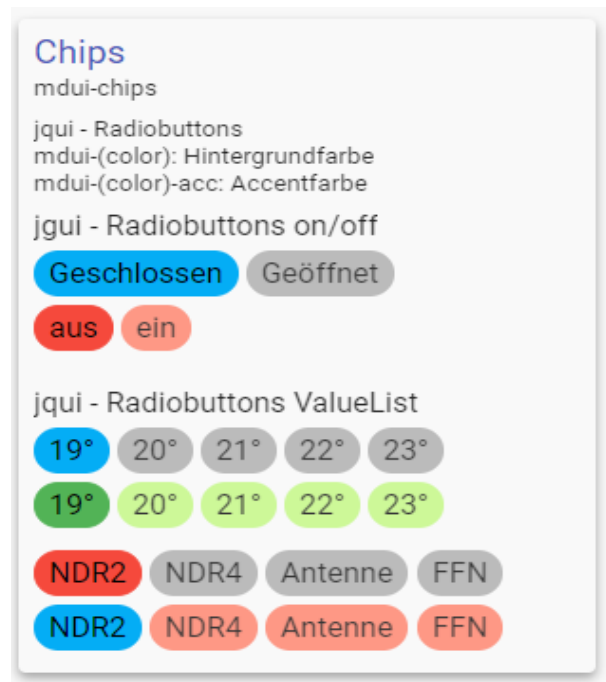 Chips
mdui-chips
jqui - Radiobuttons
mdui-(color): Hintergrundfarbe
mdui-(color)-acc: Accentfarbe
jgui - Radiobuttons on/off
Geschlossen Geöffnet
aus ein
jqui - Radiobuttons ValueList
19° 20° 21° 22° 23°
19° 20° 21° 22° 23°
NDR2 NDR4 Antenne FFN
NDR2 NDR4 Antenne FFN